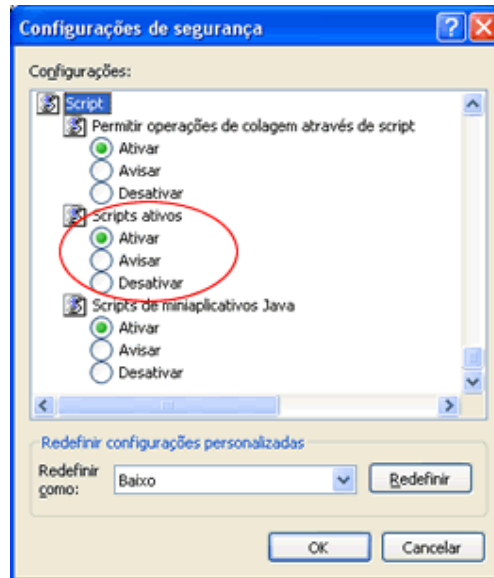 Configurações de segurança
Configurações:
Script
Permitir operações de colagem através de script
Ativar
Avisar
Desativar
Scripts ativos
Ativar
Avisar
Desativar
Scripts de miniaplicativos Java
Ativar
Avisar
Desativar
Redefinir configurações personalizadas
Redefinir como:
Baixo
Redefinir
OK
Cancelar